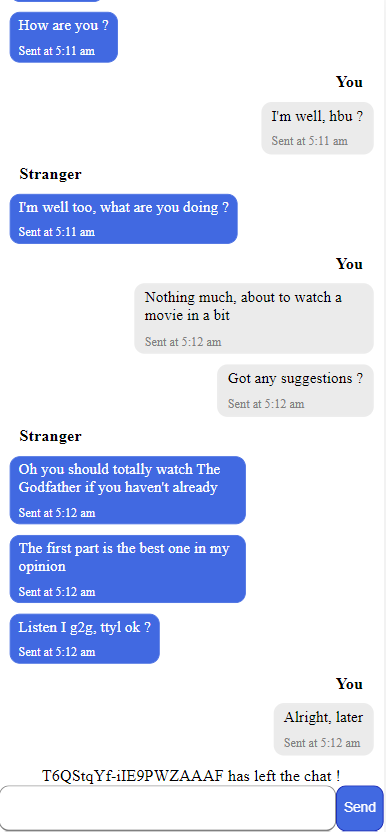 How are you ?
Sent at 5:11 am
You
I'm well, hbu ?
Sent at 5:11 am
Stranger
I'm well too, what are you doing ?
Sent at 5:11 am
You
Nothing much, about to watch a
movie in a bit
Sent at 5:12 am
Got any suggestions ?
Sent at 5:12 am
Stranger
Oh you should totally watch The
Godfather if you haven't already
Sent at 5:12 am
The first part is the best one in my
opinion
Sent at 5:12 am
Listen I g2g, ttyl ok ?
Sent at 5:12 am
You
Alright, later
Sent at 5:12 am
T6QStqYf-iIE9PWZAAAF has left the chat !
Send